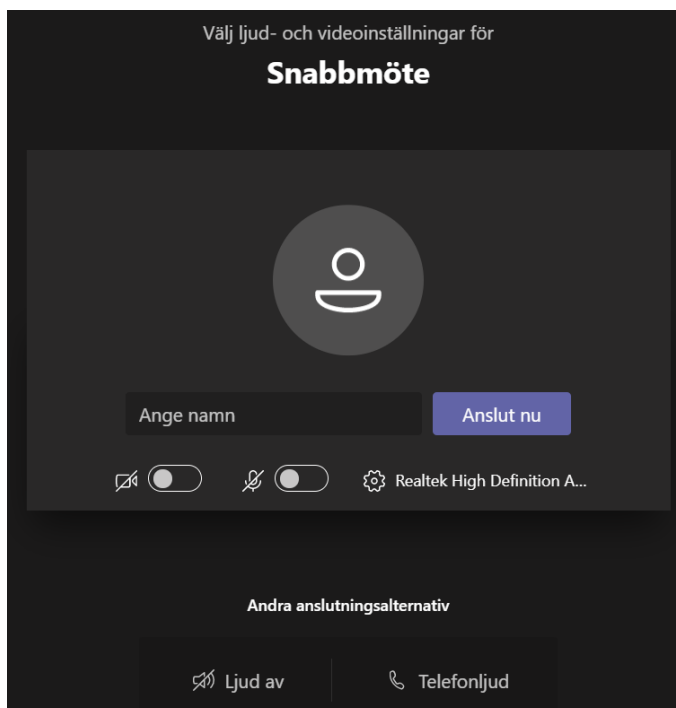 Välj ljud- och videoinställningar för
Snabbmöte
Ange namn
Anslut nu
Realtek High Definition A...
Andra anslutningsalternativ
Ljud av
Telefonljud